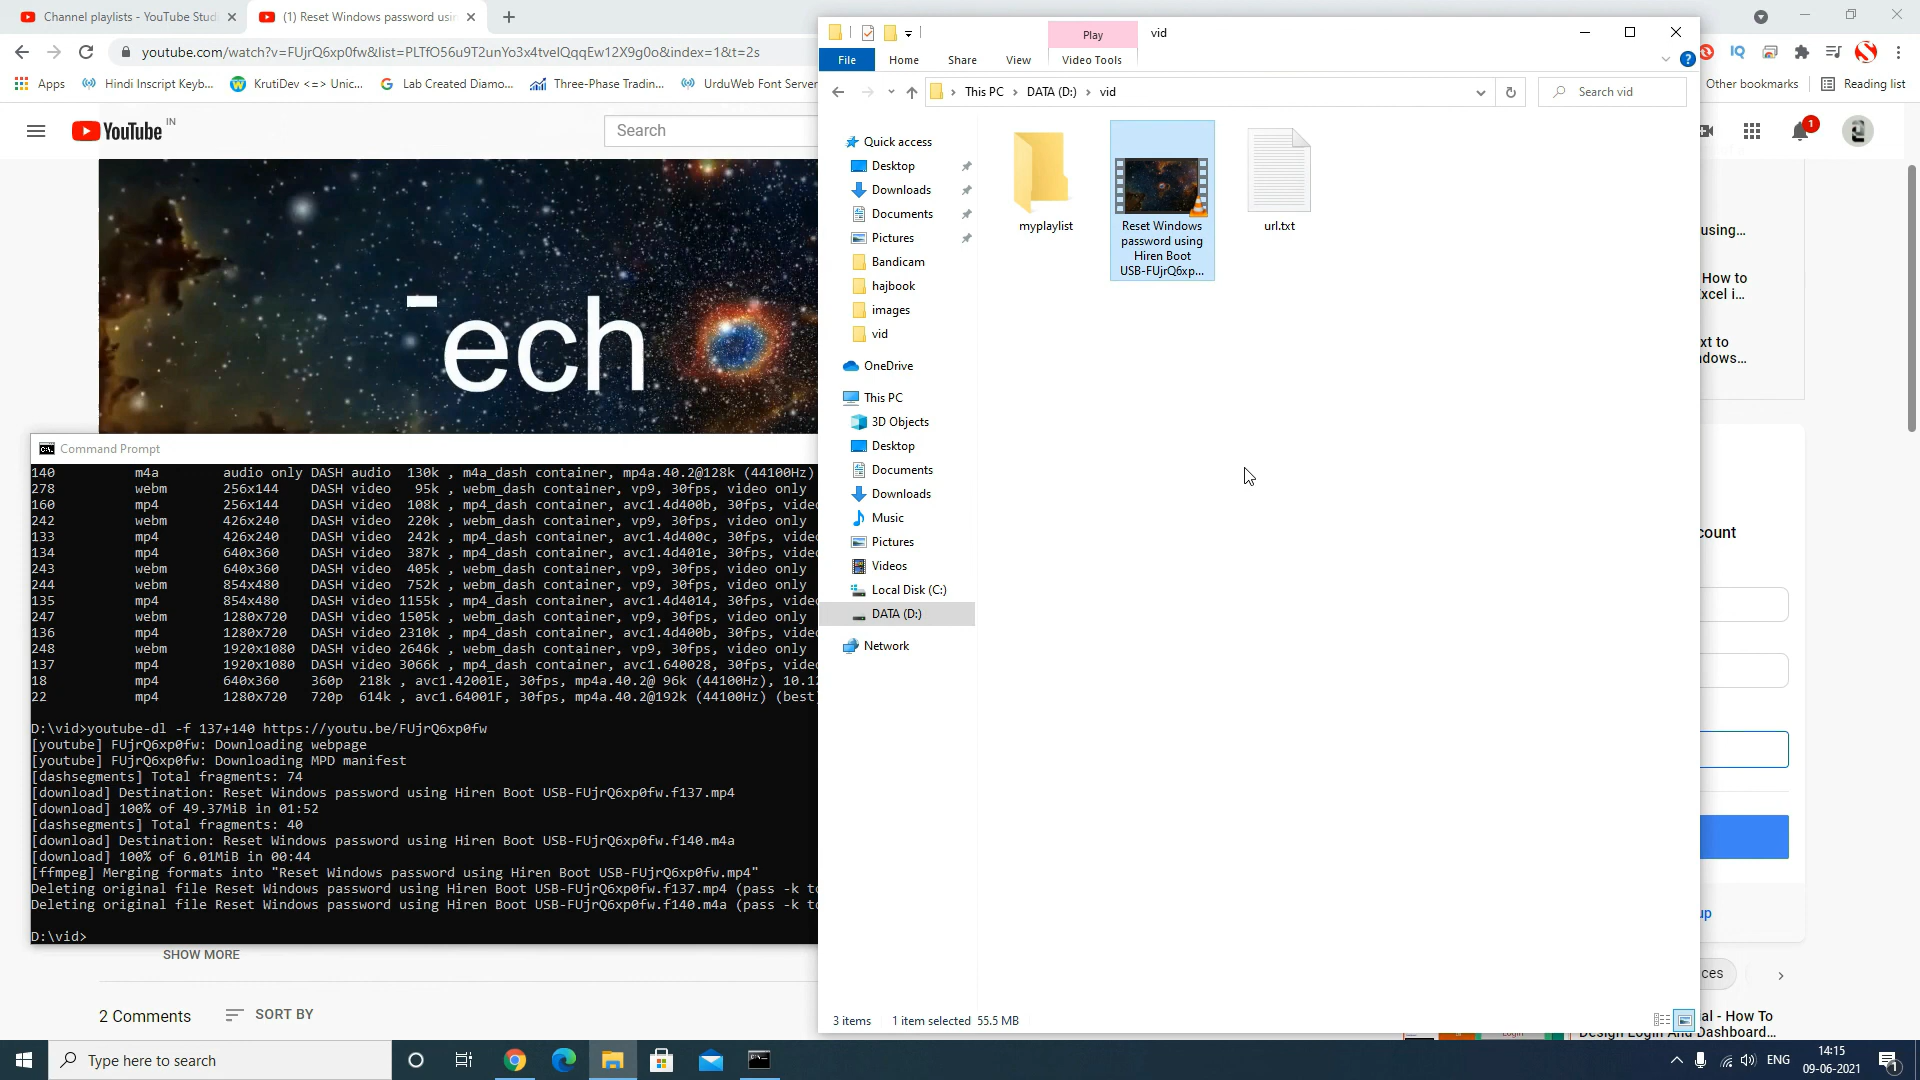 Channel playlists - YouTube Stud
(1) Reset Windows password usin
youtube.com/watch?v=FUjrQ6xp0fw&list=PLTfO56u9T2unYo3x4tvelQqqEw12X9g0o&index=1&t=2s
Apps
Hindi Inscript Keyb...
KrutiDev <=> Unic...
Lab Created Diamo...
Three-Phase Tradin...
UrduWeb Font Server
Other bookmarks
Reading list
YouTube IN
Search
1
ech
using...
How to
xcel i...
xt to
dows...
count
up
ces
al - How To
Design Login And Dashboard...
Play
vid
File
Home
Share
View
Video Tools
This PC
DATA (D:)
vid
Search vid
Quick access
Desktop
Downloads
Documents
Pictures
Bandicam
hajbook
images
vid
OneDrive
This PC
3D Objects
Desktop
Documents
Downloads
Music
Pictures
Videos
Local Disk (C:)
DATA (D:)
Network
myplaylist
Reset Windows
password using
Hiren Boot
USB-FUjrQ6xp...
url.txt
3 items
1 item selected 55.5 MB
Command Prompt
140 m4a audio only DASH audio 130k , m4a_dash container, mp4a.40.2@128k (44100Hz)
278 webm 256x144 DASH video 95k , webm_dash container, vp9, 30fps, video only
160 mp4 256x144 DASH video 108k , mp4_dash container, avc1.4d400b, 30fps, vide
242 webm 426x240 DASH video 220k , webm_dash container, vp9, 30fps, video only
133 mp4 426x240 DASH video 242k , mp4_dash container, avc1.4d400c, 30fps, vide
134 mp4 640x360 DASH video 387k , mp4_dash container, avc1.4d401e, 30fps, vide
243 webm 640x360 DASH video 405k , webm_dash container, vp9, 30fps, video only
244 webm 854x480 DASH video 752k , webm_dash container, vp9, 30fps, video only
135 mp4 854x480 DASH video 1155k , mp4_dash container, avc1.4d4014, 30fps, vide
247 webm 1280x720 DASH video 1505k , webm_dash container, vp9, 30fps, video only
136 mp4 1280x720 DASH video 2310k , mp4_dash container, avc1.4d400b, 30fps, vide
248 webm 1920x1080 DASH video 2646k , webm_dash container, vp9, 30fps, video only
137 mp4 1920x1080 DASH video 3066k , mp4_dash container, avc1.640028, 30fps, vide
18 mp4 640x360 360p 218k , avc1.42001E, 30fps, mp4a.40.2@ 96k (44100Hz), 10.12
22 mp4 1280x720 720p 614k , avc1.64001F, 30fps, mp4a.40.2@192k (44100Hz) (best)
D:\vid>youtube-dl -f 137+140 https://youtu.be/FUjrQ6xp0fw
[youtube] FUjrQ6xp0fw: Downloading webpage
[youtube] FUjrQ6xp0fw: Downloading MPD manifest
[dashsegments] Total fragments: 74
[download] Destination: Reset Windows password using Hiren Boot USB-FUjrQ6xp0fw.f137.mp4
[download] 100% of 49.37MiB in 01:52
[dashsegments] Total fragments: 40
[download] Destination: Reset Windows password using Hiren Boot USB-FUjrQ6xp0fw.f140.m4a
[download] 100% of 6.01MiB in 00:44
[ffmpeg] Merging formats into "Reset Windows password using Hiren Boot USB-FUjrQ6xp0fw.mp4"
Deleting original file Reset Windows password using Hiren Boot USB-FUjrQ6xp0fw.f137.mp4 (pass -k to
Deleting original file Reset Windows password using Hiren Boot USB-FUjrQ6xp0fw.f140.m4a (pass -k to
D:\vid>
SHOW MORE
2 Comments
SORT BY
Type here to search
ENG
14:15
09-06-2021
1